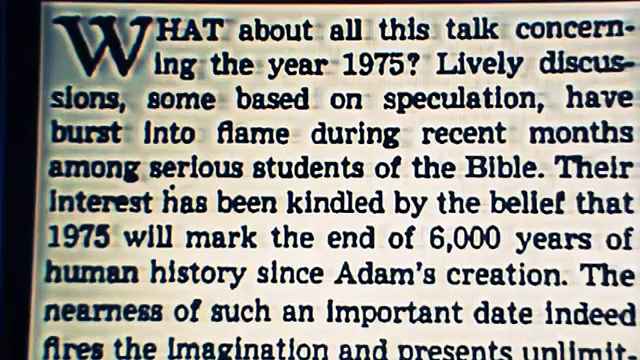 WHAT about all this talk concern-
ing the year 1975? Lively discus-
sions, some based on speculation, have
burst into flame during recent months
among serious students of the Bible. Their
interest has been kindled by the belief that
1975 will mark the end of 6,000 years of
human history since Adam's creation. The
nearness of such an important date indeed
fires the imagination and presents unlimit-